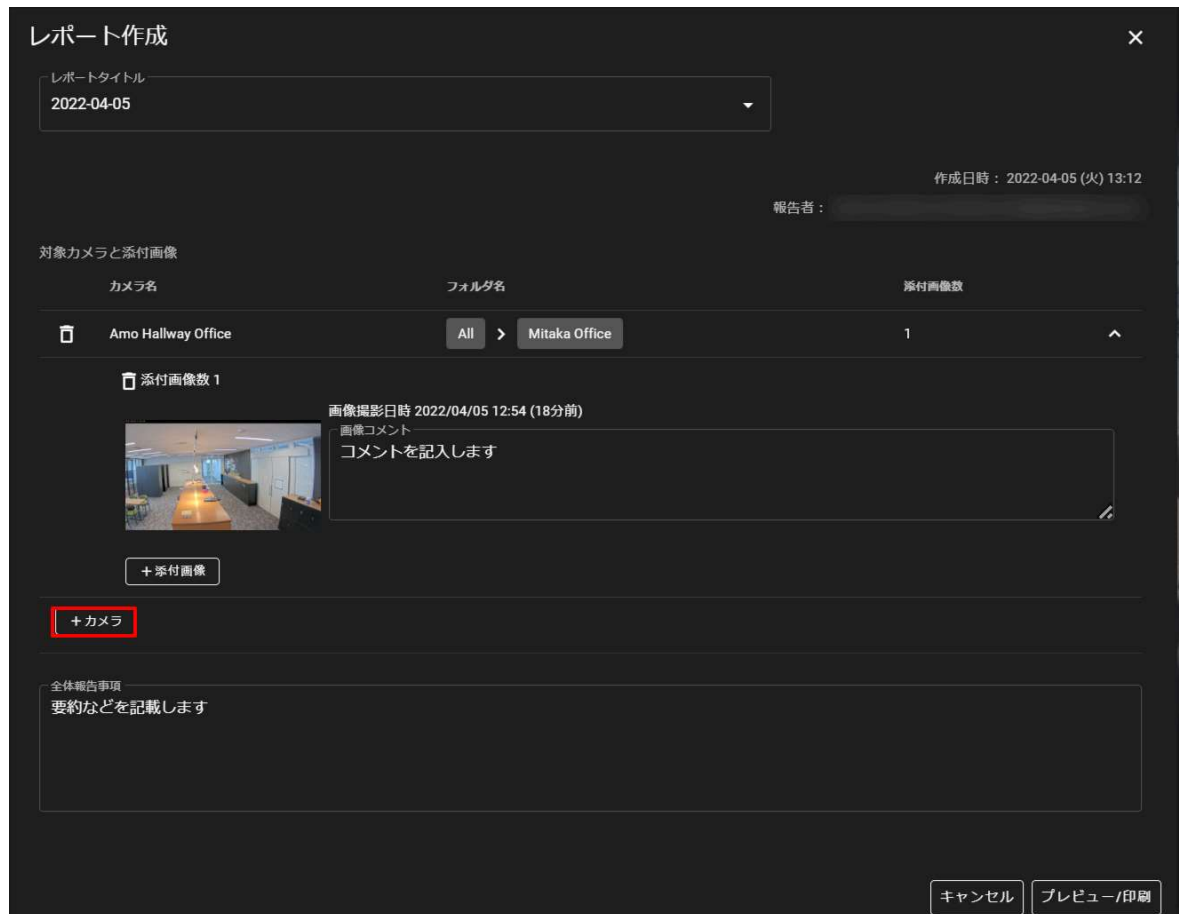 レポート作成
レポートタイトル
2022-04-05
作成日時： 2022-04-05 (火) 13:12
報告者：
対象カメラと添付画像
カメラ名 フォルダ名 添付画像数
Amo Hallway Office All > Mitaka Office 1
添付画像数 1
画像撮影日時 2022/04/05 12:54 (18分前)
画像コメント
コメントを記入します
+ 添付画像
+ カメラ
全体報告事項
要約などを記載します
キャンセル プレビュー/印刷